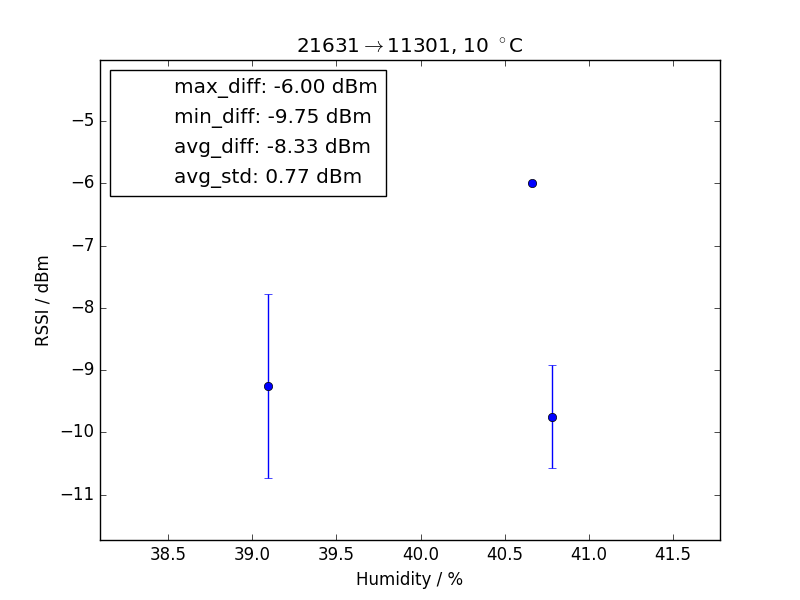 21631→11301, 10 °C
max_diff: -6.00 dBm
min_diff: -9.75 dBm
avg_diff: -8.33 dBm
avg_std: 0.77 dBm
RSSI / dBm
−5
−6
−7
−8
−9
−10
−11
38.5 39.0 39.5 40.0 40.5 41.0 41.5
Humidity / %